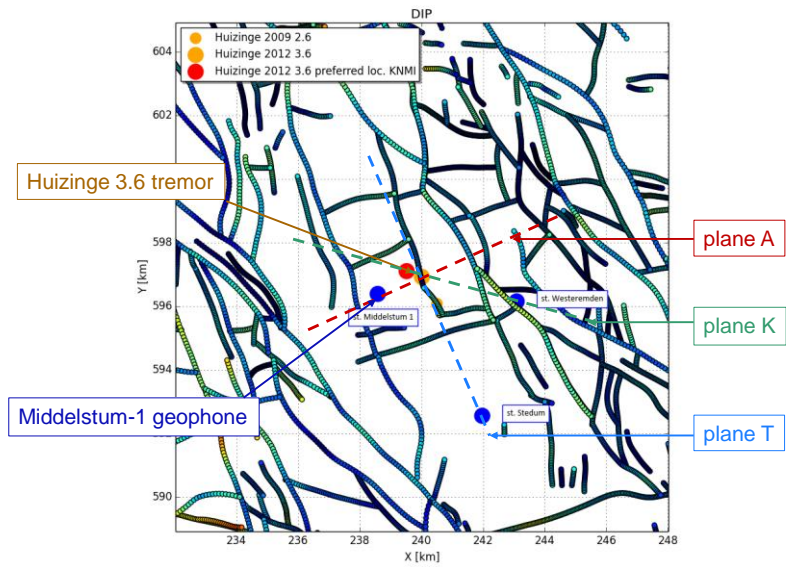 DIP
Huizinge 2009 2.6
Huizinge 2012 3.6
Huizinge 2012 3.6 preferred loc. KNMI
604
602
598
596
594
590
Y [km]
Huizinge 3.6 tremor
plane A
st. Westeremden
st. Middelstum 1
plane K
Middelstum-1 geophone
st. Stedum
plane T
234
236
238
240
242
244
246
248
X [km]